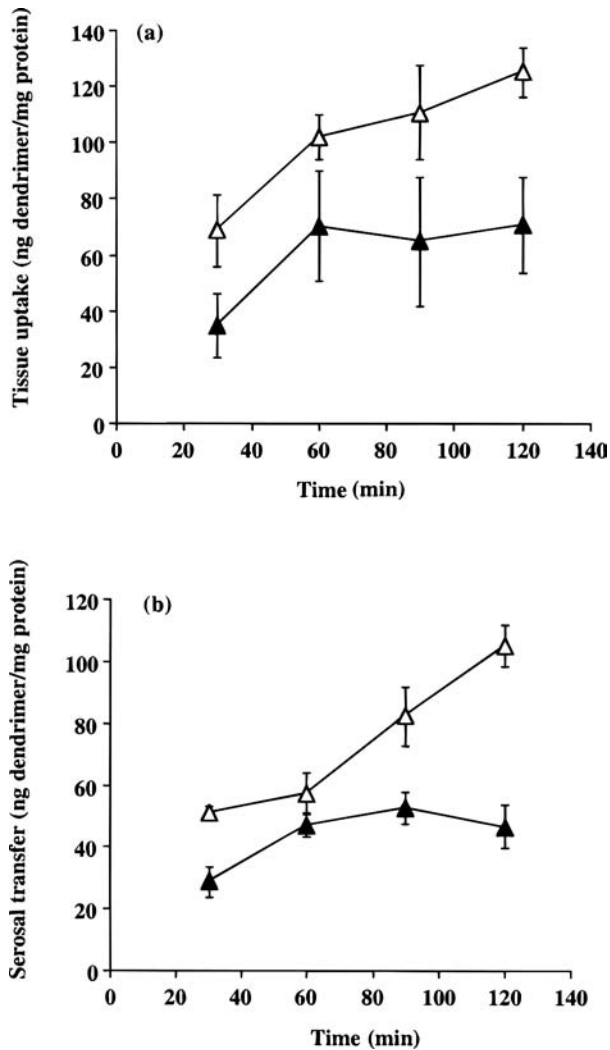 (a)
Tissue uptake (ng dendrimer/mg protein)
140
120
100
80
60
40
20
0
0 20 40 60 80 100 120 140
Time (min)
(b)
Serosal transfer (ng dendrimer/mg protein)
120
100
80
60
40
20
0
0 20 40 60 80 100 120 140
Time (min)